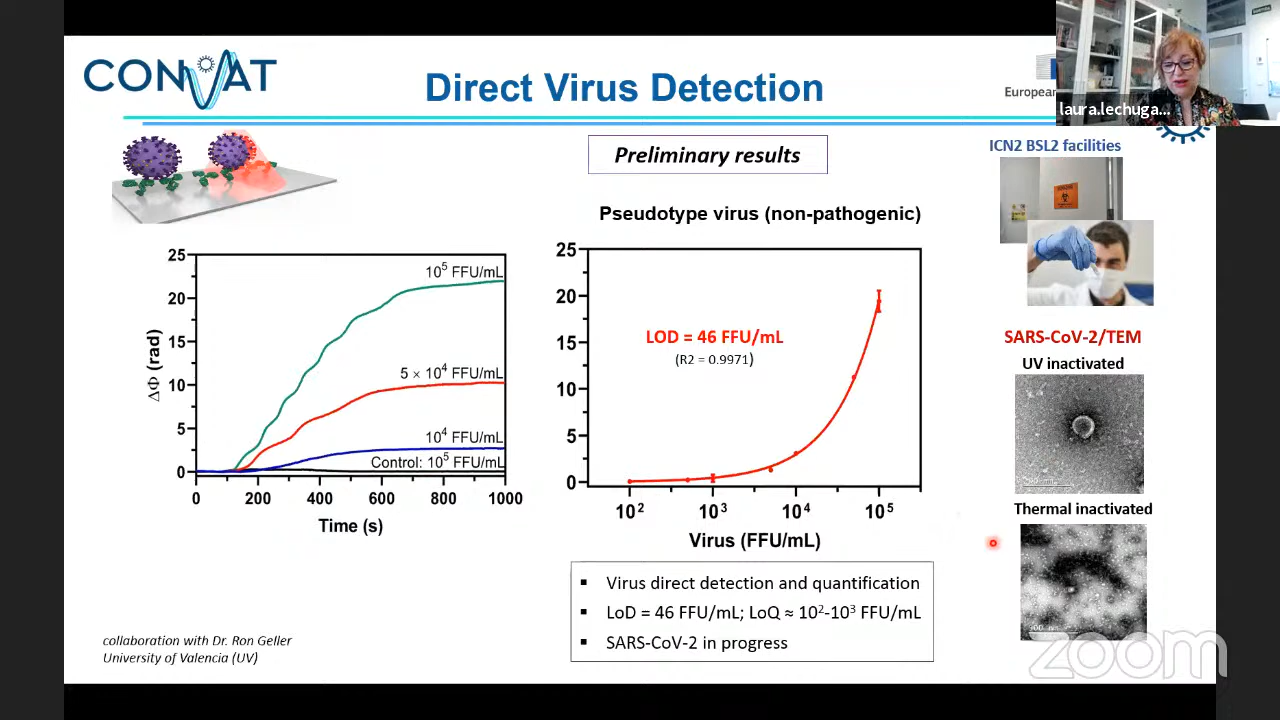 CONVAT
Direct Virus Detection
European
laura.lechuga...
Preliminary results
ICN2 BSL2 facilities
Pseudotype virus (non-pathogenic)
25
20
15
10
5
0
ΔΦ (rad)
10⁵ FFU/mL
5 × 10⁴ FFU/mL
10⁴ FFU/mL
Control: 10⁵ FFU/mL
0 200 400 600 800 1000
Time (s)
25
20
15
10
5
0
LOD = 46 FFU/mL
(R2 = 0.9971)
10² 10³ 10⁴ 10⁵
Virus (FFU/mL)
SARS-CoV-2/TEM
UV inactivated
Thermal inactivated
▪ Virus direct detection and quantification
▪ LoD = 46 FFU/mL; LoQ ≈ 10²-10³ FFU/mL
▪ SARS-CoV-2 in progress
collaboration with Dr. Ron Geller
University of Valencia (UV)
zoom